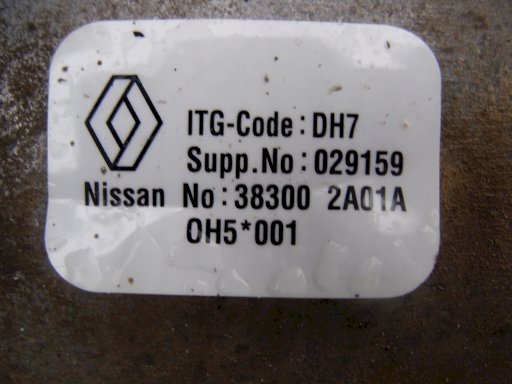 ITG-Code: DH7
Supp.No: 029159
Nissan No: 38300 2A01A
OH5*001